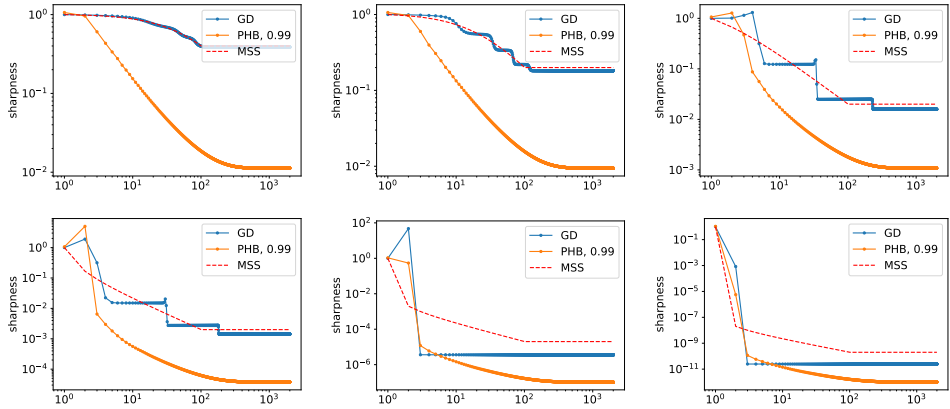 sharpness
10⁰
10⁻¹
10⁻²
10⁰ 10¹ 10² 10³
GD
PHB, 0.99
MSS
sharpness
10⁰
10⁻¹
10⁻²
10⁰ 10¹ 10² 10³
GD
PHB, 0.99
MSS
sharpness
10⁰
10⁻¹
10⁻²
10⁻³
10⁰ 10¹ 10² 10³
GD
PHB, 0.99
MSS
sharpness
10⁰
10⁻¹
10⁻²
10⁻³
10⁻⁴
10⁰ 10¹ 10² 10³
GD
PHB, 0.99
MSS
sharpness
10²
10⁰
10⁻²
10⁻⁴
10⁻⁶
10⁰ 10¹ 10² 10³
GD
PHB, 0.99
MSS
sharpness
10⁻¹
10⁻³
10⁻⁵
10⁻⁷
10⁻⁹
10⁻¹¹
10⁰ 10¹ 10² 10³
GD
PHB, 0.99
MSS